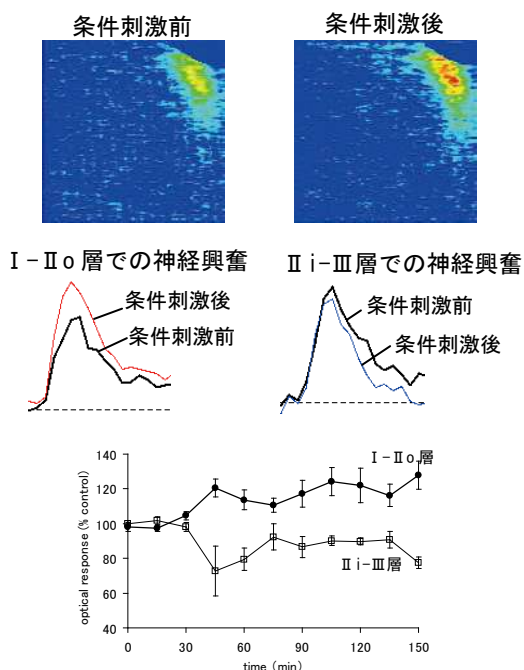 条件刺激前
条件刺激後
Ⅰ-Ⅱo層での神経興奮
Ⅱi-Ⅲ層での神経興奮
条件刺激後
条件刺激前
条件刺激前
条件刺激後
optical response (% control)
140
120
100
80
60
40
Ⅰ-Ⅱo層
Ⅱi-Ⅲ層
0 30 60 90 120 150
time (min)